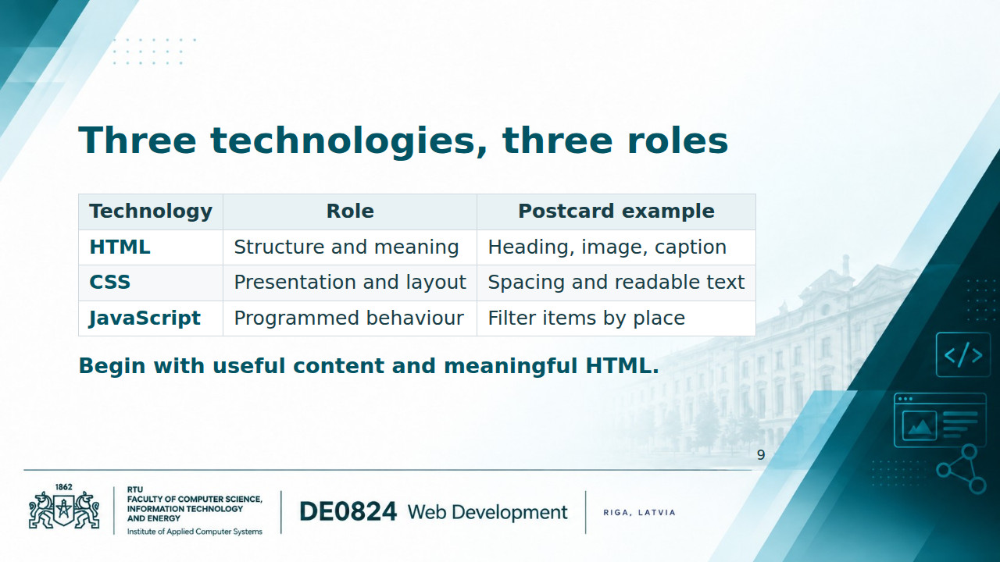 Three technologies, three roles
Technology Role Postcard example
HTML Structure and meaning Heading, image, caption
CSS Presentation and layout Spacing and readable text
JavaScript Programmed behaviour Filter items by place
Begin with useful content and meaningful HTML.
9
1862
RTU
FACULTY OF COMPUTER SCIENCE,
INFORMATION TECHNOLOGY
AND ENERGY
Institute of Applied Computer Systems
DE0824 Web Development
RIGA, LATVIA
</>